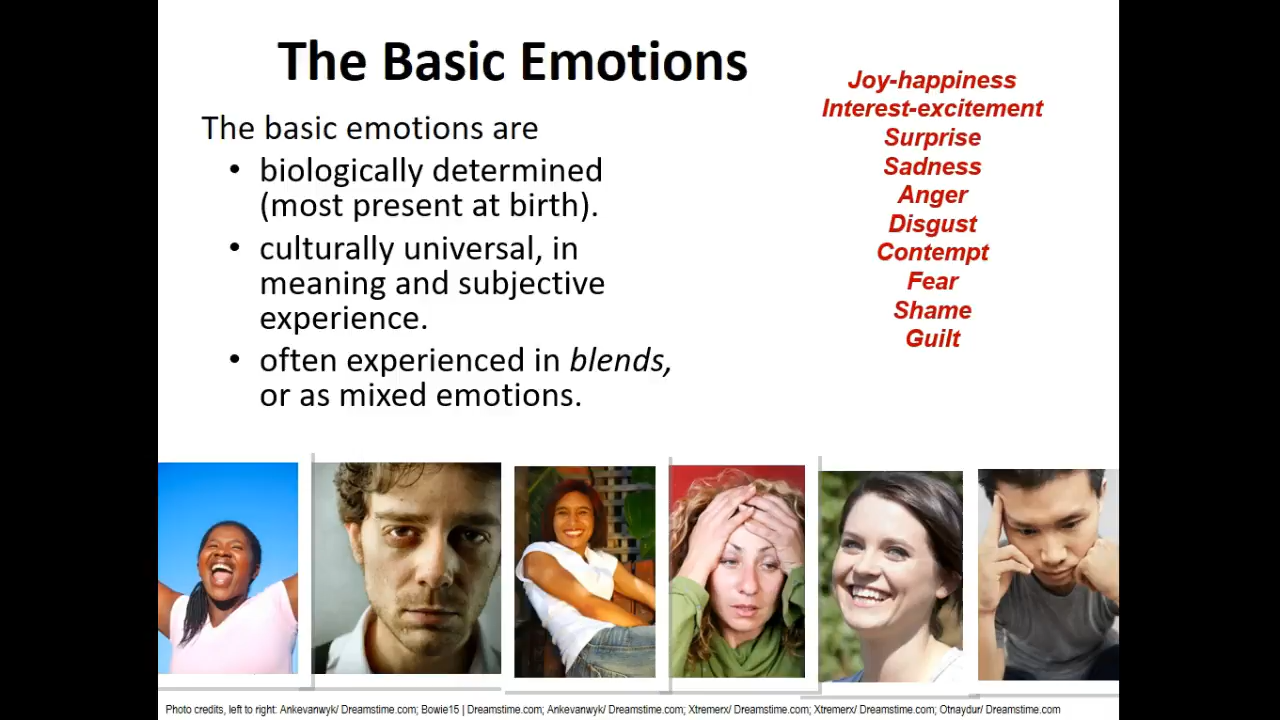 The Basic Emotions
The basic emotions are
• biologically determined
(most present at birth).
• culturally universal, in
meaning and subjective
experience.
• often experienced in blends,
or as mixed emotions.
Joy-happiness
Interest-excitement
Surprise
Sadness
Anger
Disgust
Contempt
Fear
Shame
Guilt
Photo credits, left to right: Ankevanwyk/ Dreamstime.com; Bowie15 | Dreamstime.com; Ankevanwyk/ Dreamstime.com; Xtremerx/ Dreamstime.com; Xtremerx/ Dreamstime.com; Otnaydur/ Dreamstime.com